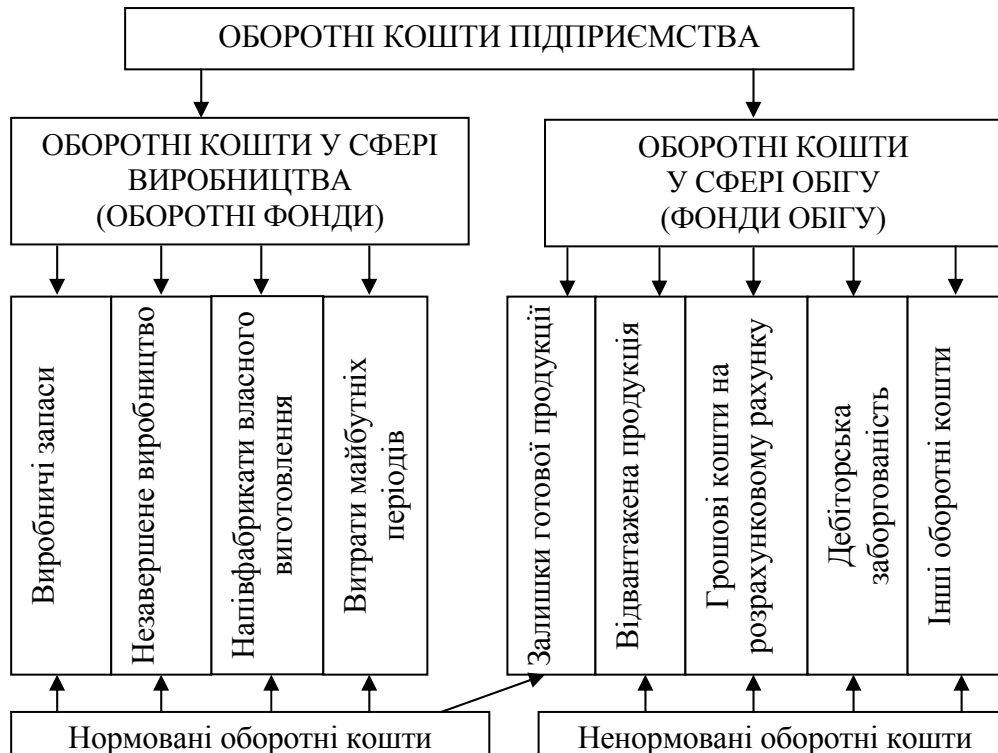 ОБОРОТНІ КОШТИ ПІДПРИЄМСТВА
ОБОРОТНІ КОШТИ У СФЕРІ
ВИРОБНИЦТВА
(ОБОРОТНІ ФОНДИ)
ОБОРОТНІ КОШТИ
У СФЕРІ ОБІГУ
(ФОНДИ ОБІГУ)
Виробничі запаси
Незавершене виробництво
Напівфабрикати власного
виготовлення
Витрати майбутніх
періодів
Залишки готової продукції
Відвантажена продукція
Грошові кошти на
розрахунковому рахунку
Дебіторська
заборгованість
Інші оборотні кошти
Нормовані оборотні кошти
Ненормовані оборотні кошти